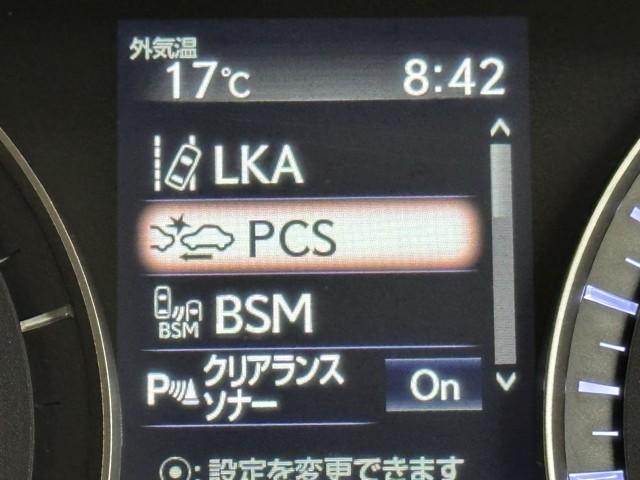 外気温
17℃ 8:42
LKA
PCS
BSM BSM
P クリアランス
ソナー On
⦿:設定を変更できます